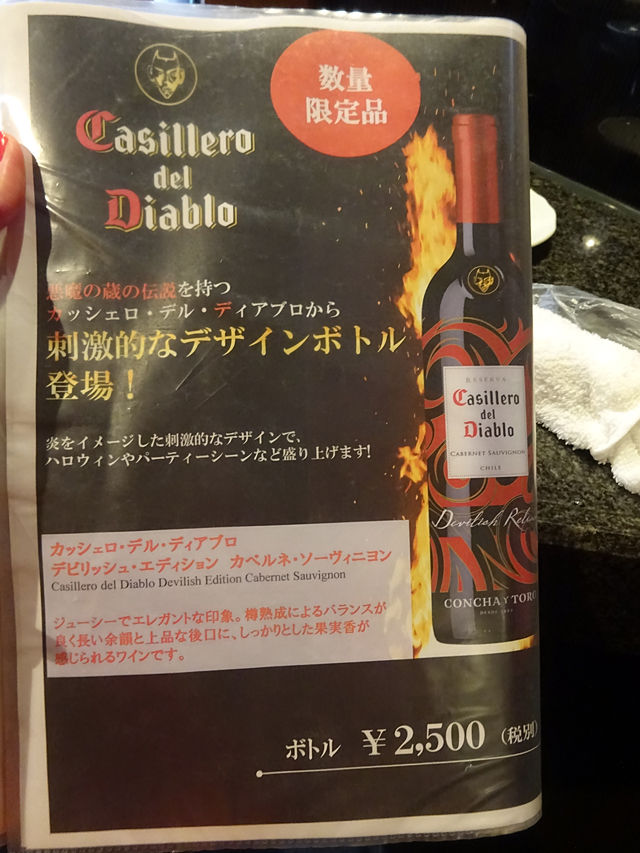 数量
限定品
Casillero
del
Diablo
悪魔の蔵の伝説を持つ
カッシェロ・デル・ディアブロから
刺激的なデザインボトル
登場！
炎をイメージした刺激的なデザインで、
ハロウィンやパーティーシーンなど盛り上げます!
カッシェロ・デル・ディアブロ
デビリッシュ・エディション カベルネ・ソーヴィニヨン
Casillero del Diablo Devilish Edition Cabernet Sauvignon
ジューシーでエレガントな印象。樽熟成によるバランスが
良く長い余韻と上品な後口に、しっかりとした果実香が
感じられるワインです。
ボトル ¥2,500 (税別)
RESERVA
Casillero
del
Diablo
CABERNET SAUVIGNON
CHILE
Devilish
CONCHA Y TORO